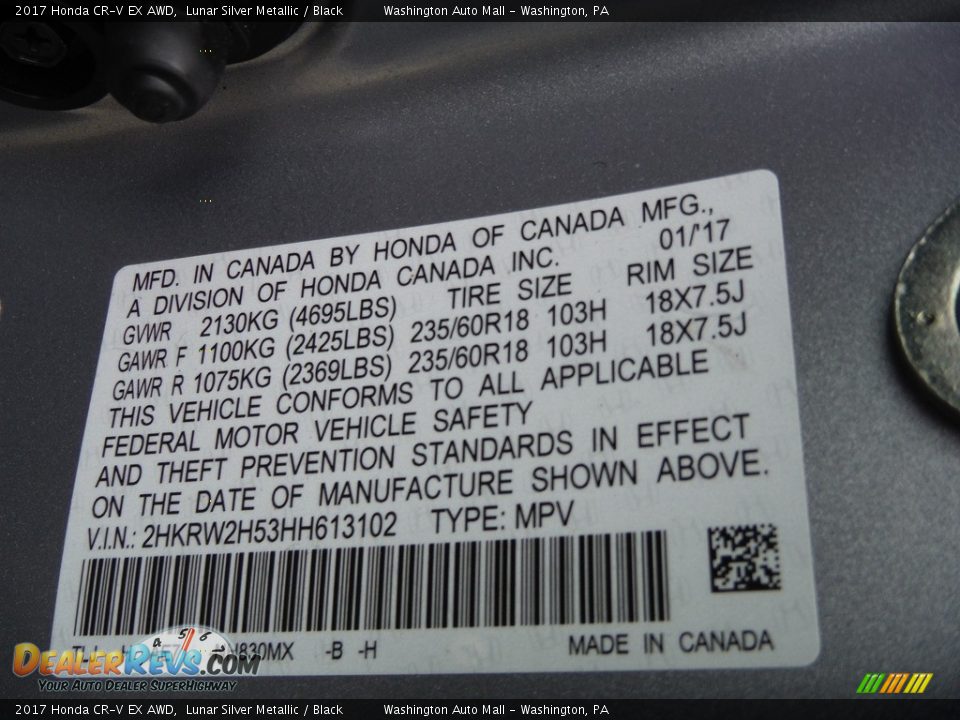 2017 Honda CR-V EX AWD, Lunar Silver Metallic / Black Washington Auto Mall - Washington, PA
MFD. IN CANADA BY HONDA OF CANADA MFG.,
A DIVISION OF HONDA CANADA INC. 01/'17
GVWR 2130KG (4695LBS) TIRE SIZE RIM SIZE
GAWR F 1100KG (2425LBS) 235/60R18 103H 18X7.5J
GAWR R 1075KG (2369LBS) 235/60R18 103H 18X7.5J
THIS VEHICLE CONFORMS TO ALL APPLICABLE
FEDERAL MOTOR VEHICLE SAFETY
AND THEFT PREVENTION STANDARDS IN EFFECT
ON THE DATE OF MANUFACTURE SHOWN ABOVE.
V.I.N.: 2HKRW2H53HH613102 TYPE: MPV
-B -H MADE IN CANADA
4 5 6
DealerRevs.com
Your Auto Dealer SuperHighway
2017 Honda CR-V EX AWD, Lunar Silver Metallic / Black Washington Auto Mall - Washington, PA